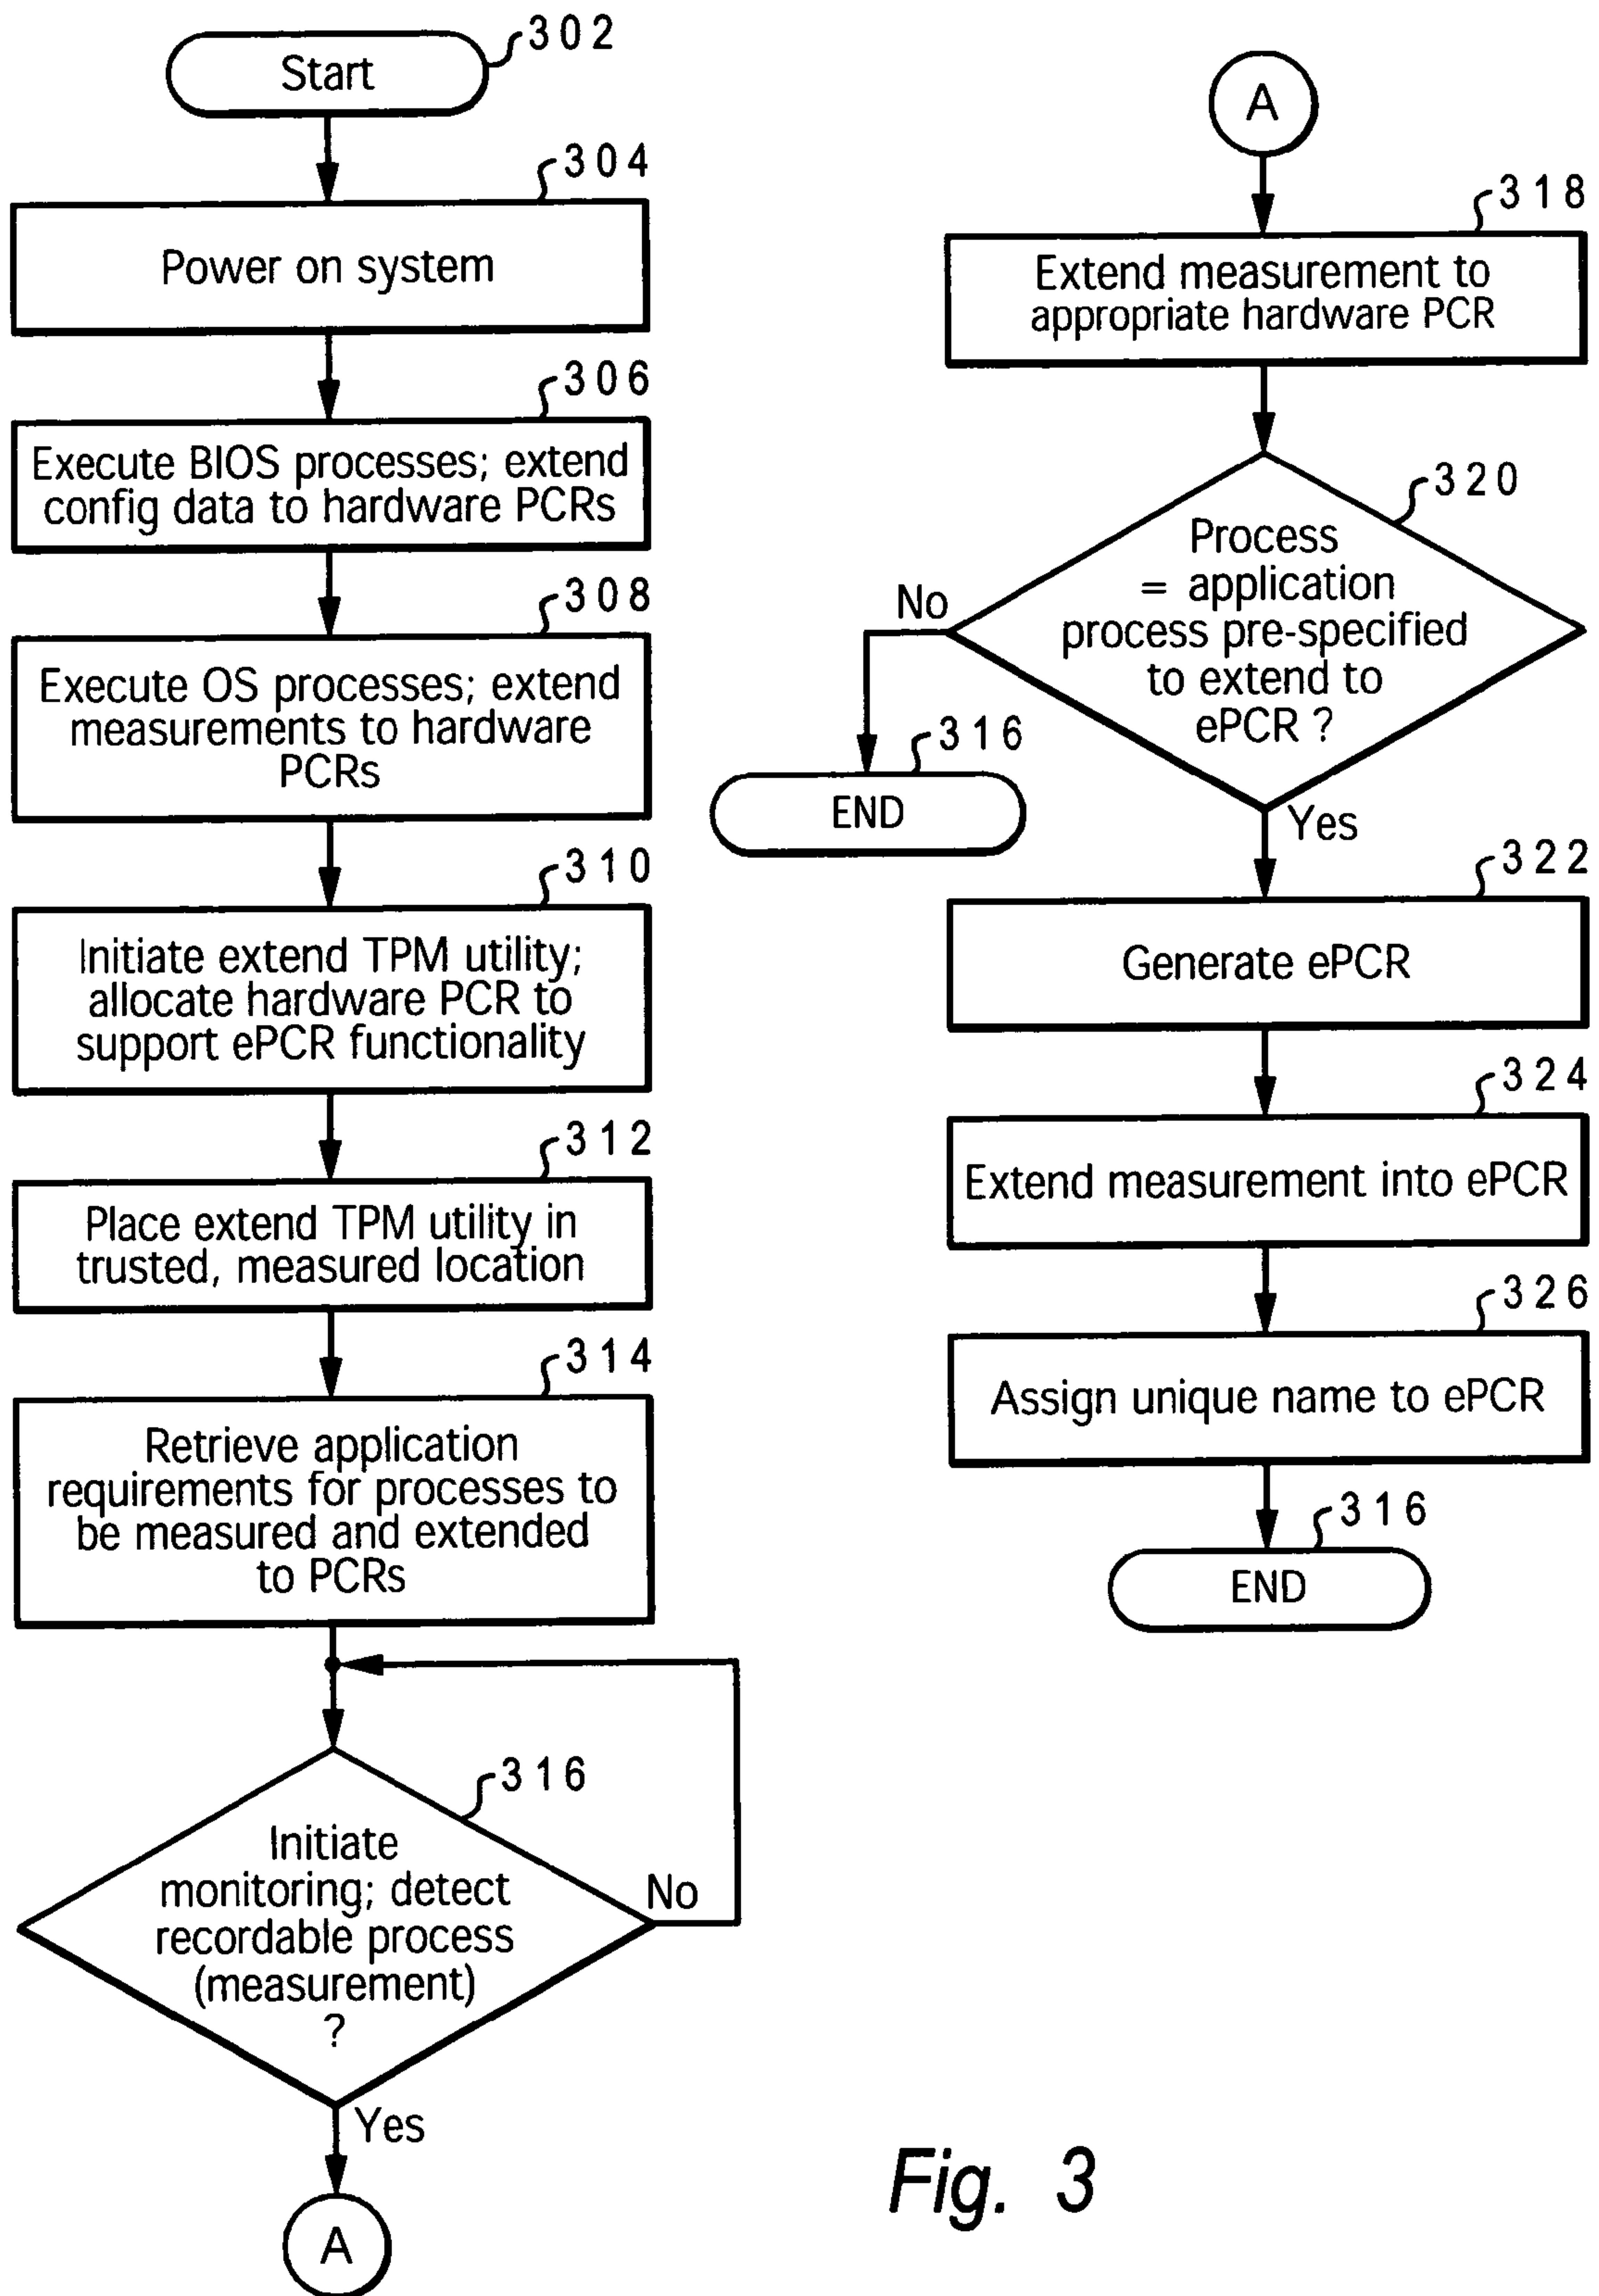 302
Start
304
Power on system
306
Execute BIOS processes; extend
config data to hardware PCRs
308
Execute OS processes; extend
measurements to hardware
PCRs
310
Initiate extend TPM utility;
allocate hardware PCR to
support ePCR functionality
312
Place extend TPM utility in
trusted, measured location
314
Retrieve application
requirements for processes to
be measured and extended
to PCRs
316
Initiate
monitoring; detect
recordable process
(measurement)
?
No
Yes
A
A
318
Extend measurement to
appropriate hardware PCR
320
Process
= application
process pre-specified
to extend to
ePCR ?
No
316
END
Yes
322
Generate ePCR
324
Extend measurement into ePCR
326
Assign unique name to ePCR
316
END
Fig. 3